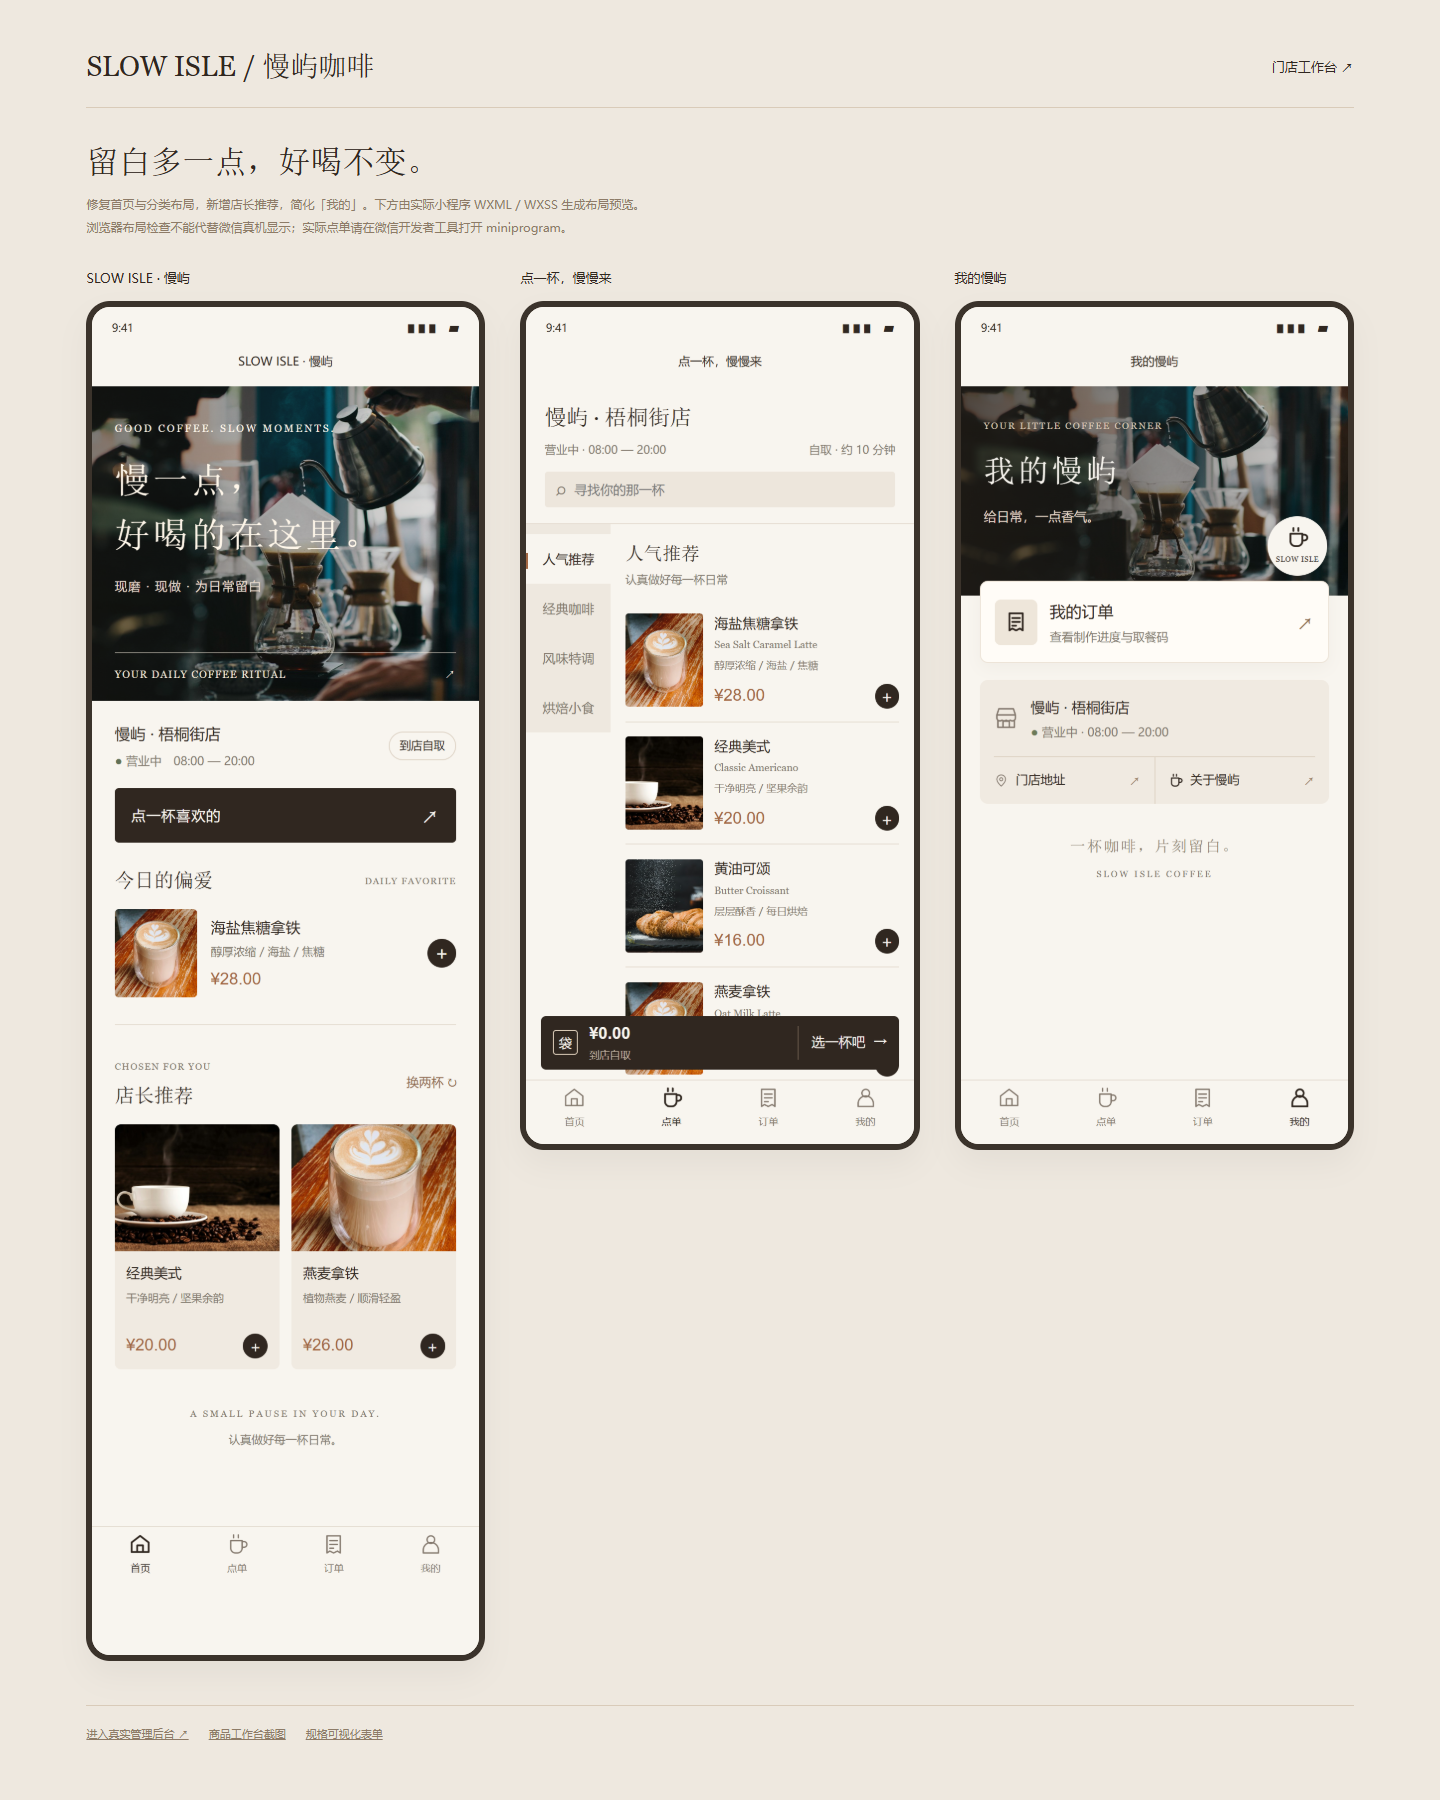 SLOW ISLE / 慢屿咖啡
门店工作台 ↗
留白多一点，好喝不变。
修复首页与分类布局，新增店长推荐，简化「我的」。下方由实际小程序 WXML / WXSS 生成布局预览。
浏览器布局检查不能代替微信真机显示；实际点单请在微信开发者工具打开 miniprogram。
SLOW ISLE · 慢屿
9:41
SLOW ISLE · 慢屿
GOOD COFFEE. SLOW MOMENTS.
慢一点，
好喝的在这里。
现磨 · 现做 · 为日常留白
YOUR DAILY COFFEE RITUAL ↗
慢屿 · 梧桐街店
● 营业中 08:00 — 20:00
到店自取
点一杯喜欢的 ↗
今日的偏爱
DAILY FAVORITE
海盐焦糖拿铁
醇厚浓缩 / 海盐 / 焦糖
¥28.00
+
CHOSEN FOR YOU
店长推荐
换两杯 ↻
经典美式
干净明亮 / 坚果余韵
¥20.00
+
燕麦拿铁
植物燕麦 / 顺滑轻盈
¥26.00
+
A SMALL PAUSE IN YOUR DAY.
认真做好每一杯日常。
首页
点单
订单
我的
点一杯，慢慢来
9:41
点一杯，慢慢来
慢屿 · 梧桐街店
营业中 · 08:00 — 20:00
自取 · 约 10 分钟
寻找你的那一杯
人气推荐
经典咖啡
风味特调
烘焙小食
人气推荐
认真做好每一杯日常
海盐焦糖拿铁
Sea Salt Caramel Latte
醇厚浓缩 / 海盐 / 焦糖
¥28.00
+
经典美式
Classic Americano
干净明亮 / 坚果余韵
¥20.00
+
黄油可颂
Butter Croissant
层层酥香 / 每日烘焙
¥16.00
+
燕麦拿铁
Oat Milk Latte
袋
¥0.00
到店自取
选一杯吧 →
首页
点单
订单
我的
我的慢屿
9:41
我的慢屿
YOUR LITTLE COFFEE CORNER
我的慢屿
给日常，一点香气。
SLOW ISLE
我的订单
查看制作进度与取餐码
↗
慢屿 · 梧桐街店
● 营业中 · 08:00 — 20:00
门店地址 ↗
关于慢屿 ↗
一杯咖啡，片刻留白。
SLOW ISLE COFFEE
首页
点单
订单
我的
进入真实管理后台 ↗
商品工作台截图
规格可视化表单